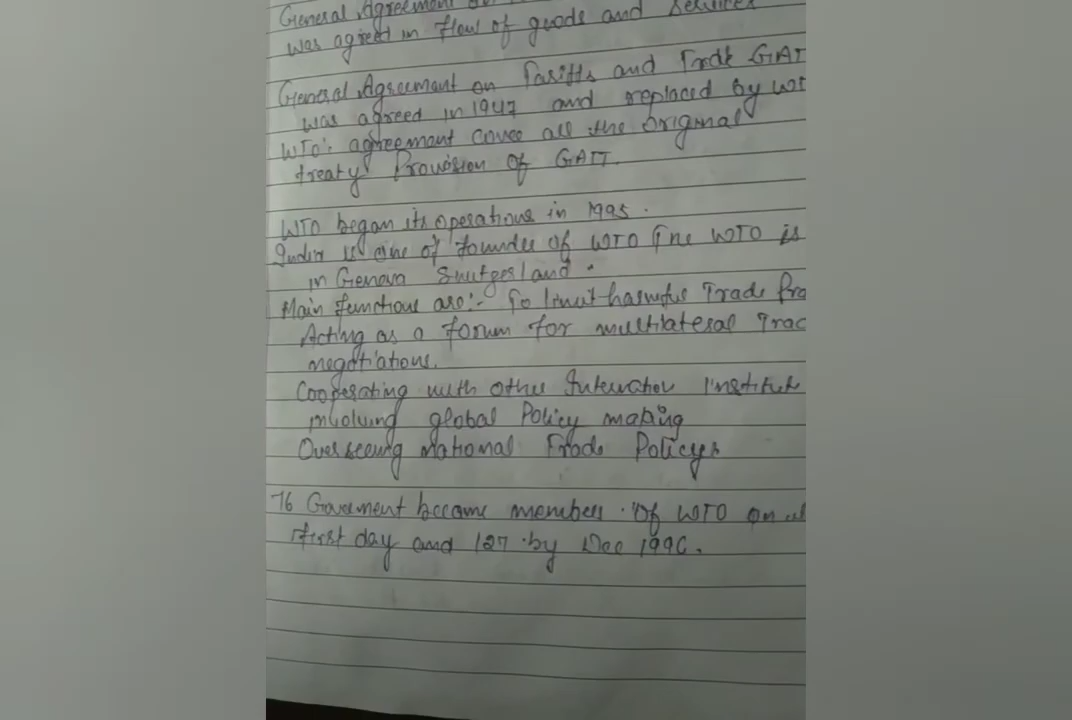 General Agreement
was agreed in flow of goods and Services
General Agreement on Tariffs and Trade GAT
was agreed in 1947 and replaced by WT
WTO's agreement cover all the original
treaty Provision of GATT.
WTO began its operations in 1995.
India is one of founder of WTO The WTO is
in Geneva Switzerland.
Main functions are:- To limit harmful Trade Pra
Acting as a forum for multilateral Trad
negotiations.
Cooperating with other Internation Institut
involving global Policy making
Overseeing National Trade Policys
76 Goverment became members of WTO on
First day and 127 by Dec 1996.